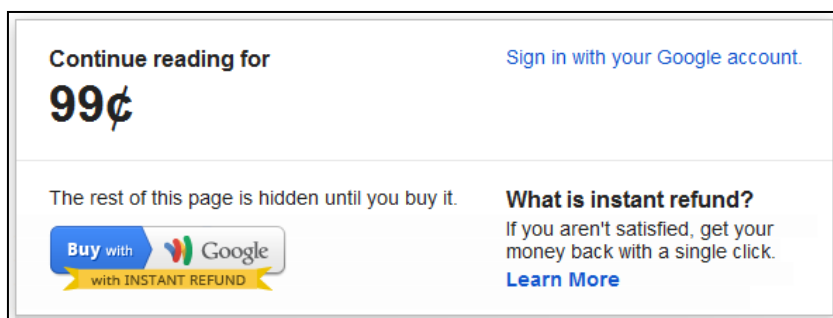 Continue reading for
99¢
Sign in with your Google account.
The rest of this page is hidden until you buy it.
Buy with Google
with INSTANT REFUND
What is instant refund?
If you aren't satisfied, get your
money back with a single click.
Learn More